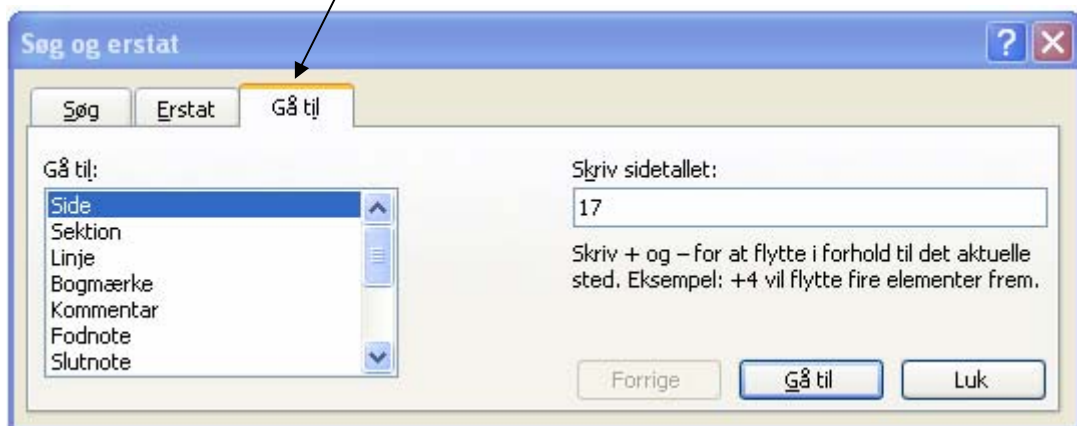 Søg og erstat
Søg Erstat Gå til
Gå til:
Skriv sidetallet:
Side
17
Sektion
Linje
Bogmærke
Kommentar
Fodnote
Slutnote
Skriv + og – for at flytte i forhold til det aktuelle
sted. Eksempel: +4 vil flytte fire elementer frem.
Forrige Gå til Luk